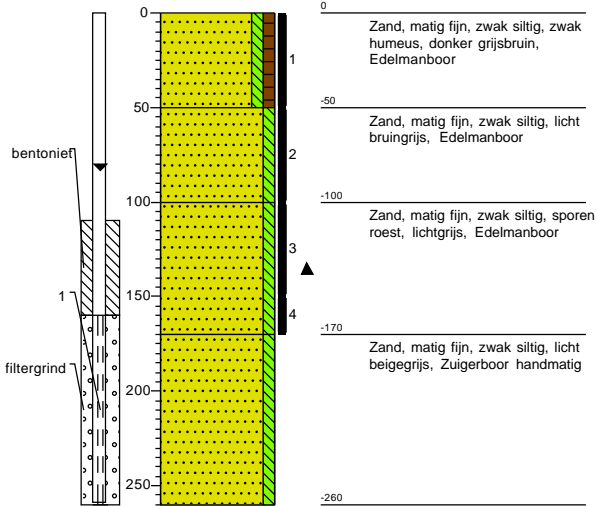 0
50
100
150
200
250
bentoniet
1
filtergrind
1
2
3
4
0
Zand, matig fijn, zwak siltig, zwak
humeus, donker grijsbruin,
Edelmanboor
-50
Zand, matig fijn, zwak siltig, licht
bruingrijs, Edelmanboor
-100
Zand, matig fijn, zwak siltig, sporen
roest, lichtgrijs, Edelmanboor
-170
Zand, matig fijn, zwak siltig, licht
beigegrijs, Zuigerboor handmatig
-260